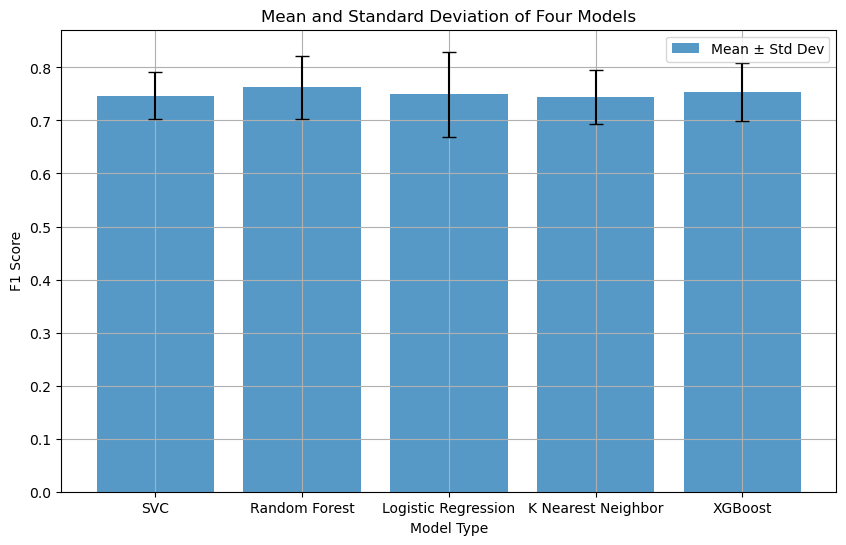 Mean and Standard Deviation of Four Models
Mean ± Std Dev
F1 Score
0.8
0.7
0.6
0.5
0.4
0.3
0.2
0.1
0.0
SVC
Random Forest
Logistic Regression
K Nearest Neighbor
XGBoost
Model Type